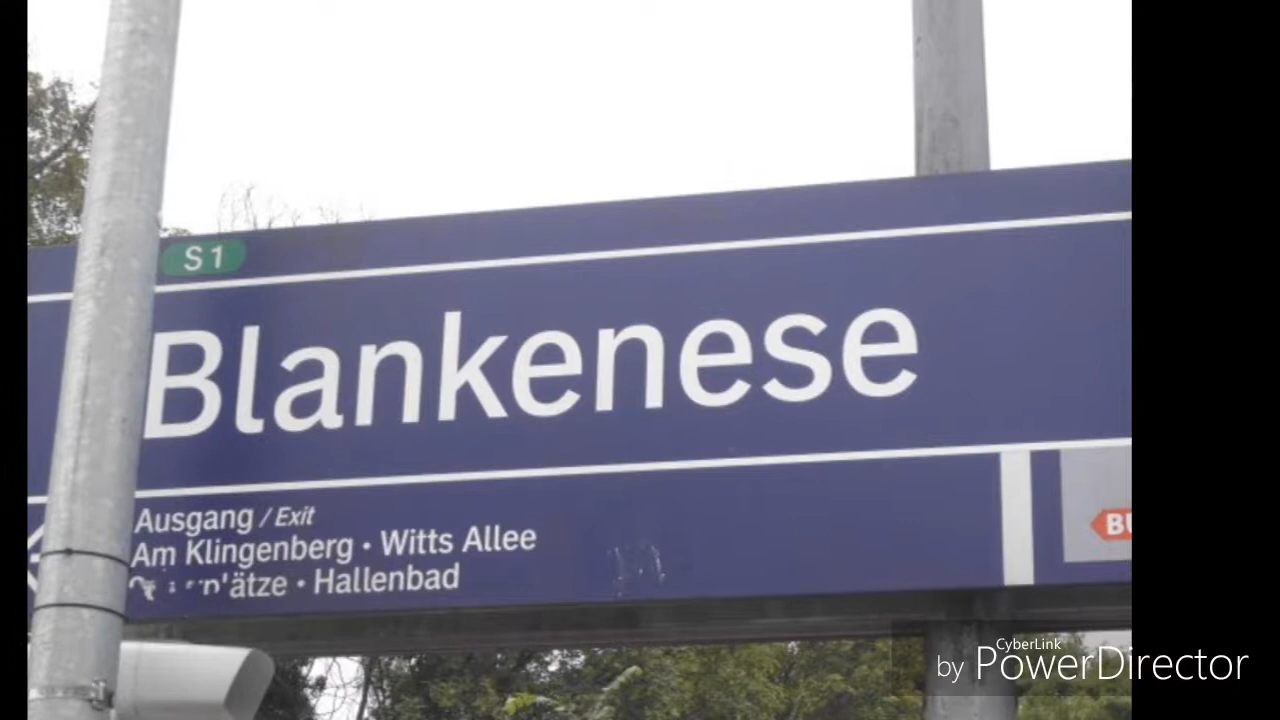 S1
Blankenese
Ausgang / Exit
Am Klingenberg • Witts Allee
• Hallenbad
CyberLink
by PowerDirector